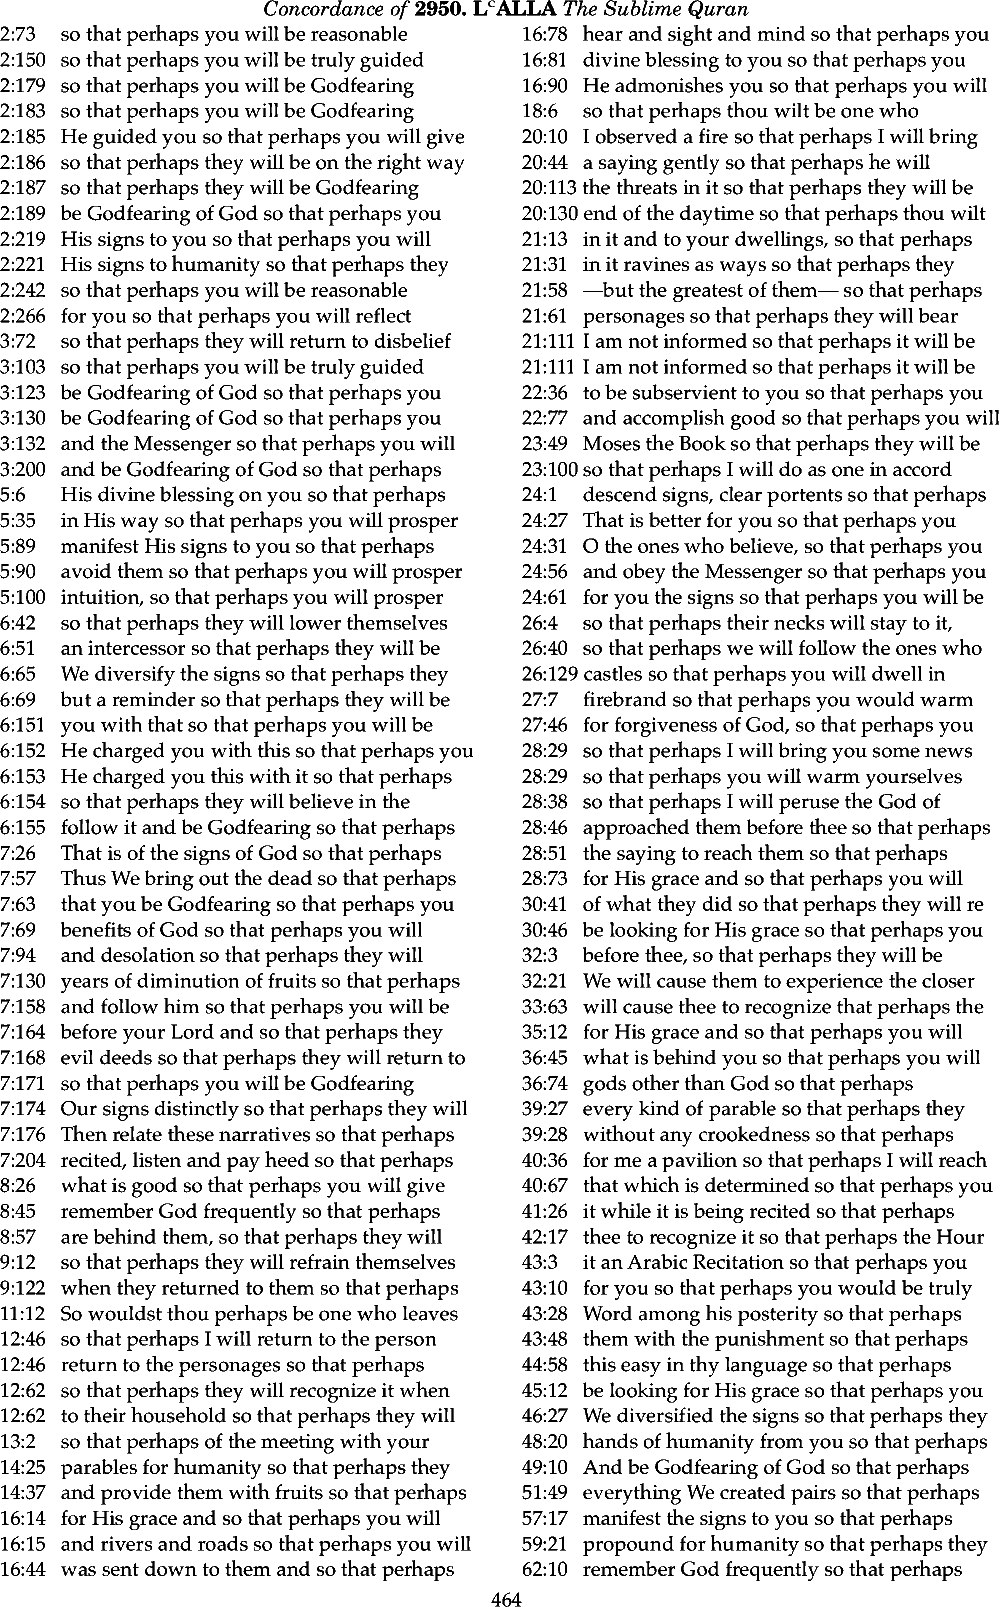 Concordance of 2950. LᶜALLA The Sublime Quran
2:73 so that perhaps you will be reasonable
2:150 so that perhaps you will be truly guided
2:179 so that perhaps you will be Godfearing
2:183 so that perhaps you will be Godfearing
2:185 He guided you so that perhaps you will give
2:186 so that perhaps they will be on the right way
2:187 so that perhaps they will be Godfearing
2:189 be Godfearing of God so that perhaps you
2:219 His signs to you so that perhaps you will
2:221 His signs to humanity so that perhaps they
2:242 so that perhaps you will be reasonable
2:266 for you so that perhaps you will reflect
3:72 so that perhaps they will return to disbelief
3:103 so that perhaps you will be truly guided
3:123 be Godfearing of God so that perhaps you
3:130 be Godfearing of God so that perhaps you
3:132 and the Messenger so that perhaps you will
3:200 and be Godfearing of God so that perhaps
5:6 His divine blessing on you so that perhaps
5:35 in His way so that perhaps you will prosper
5:89 manifest His signs to you so that perhaps
5:90 avoid them so that perhaps you will prosper
5:100 intuition, so that perhaps you will prosper
6:42 so that perhaps they will lower themselves
6:51 an intercessor so that perhaps they will be
6:65 We diversify the signs so that perhaps they
6:69 but a reminder so that perhaps they will be
6:151 you with that so that perhaps you will be
6:152 He charged you with this so that perhaps you
6:153 He charged you this with it so that perhaps
6:154 so that perhaps they will believe in the
6:155 follow it and be Godfearing so that perhaps
7:26 That is of the signs of God so that perhaps
7:57 Thus We bring out the dead so that perhaps
7:63 that you be Godfearing so that perhaps you
7:69 benefits of God so that perhaps you will
7:94 and desolation so that perhaps they will
7:130 years of diminution of fruits so that perhaps
7:158 and follow him so that perhaps you will be
7:164 before your Lord and so that perhaps they
7:168 evil deeds so that perhaps they will return to
7:171 so that perhaps you will be Godfearing
7:174 Our signs distinctly so that perhaps they will
7:176 Then relate these narratives so that perhaps
7:204 recited, listen and pay heed so that perhaps
8:26 what is good so that perhaps you will give
8:45 remember God frequently so that perhaps
8:57 are behind them, so that perhaps they will
9:12 so that perhaps they will refrain themselves
9:122 when they returned to them so that perhaps
11:12 So wouldst thou perhaps be one who leaves
12:46 so that perhaps I will return to the person
12:46 return to the personages so that perhaps
12:62 so that perhaps they will recognize it when
12:62 to their household so that perhaps they will
13:2 so that perhaps of the meeting with your
14:25 parables for humanity so that perhaps they
14:37 and provide them with fruits so that perhaps
16:14 for His grace and so that perhaps you will
16:15 and rivers and roads so that perhaps you will
16:44 was sent down to them and so that perhaps
16:78 hear and sight and mind so that perhaps you
16:81 divine blessing to you so that perhaps you
16:90 He admonishes you so that perhaps you will
18:6 so that perhaps thou wilt be one who
20:10 I observed a fire so that perhaps I will bring
20:44 a saying gently so that perhaps he will
20:113 the threats in it so that perhaps they will be
20:130 end of the daytime so that perhaps thou wilt
21:13 in it and to your dwellings, so that perhaps
21:31 in it ravines as ways so that perhaps they
21:58 —but the greatest of them— so that perhaps
21:61 personages so that perhaps they will bear
21:111 I am not informed so that perhaps it will be
21:111 I am not informed so that perhaps it will be
22:36 to be subservient to you so that perhaps you
22:77 and accomplish good so that perhaps you will
23:49 Moses the Book so that perhaps they will be
23:100 so that perhaps I will do as one in accord
24:1 descend signs, clear portents so that perhaps
24:27 That is better for you so that perhaps you
24:31 O the ones who believe, so that perhaps you
24:56 and obey the Messenger so that perhaps you
24:61 for you the signs so that perhaps you will be
26:4 so that perhaps their necks will stay to it,
26:40 so that perhaps we will follow the ones who
26:129 castles so that perhaps you will dwell in
27:7 firebrand so that perhaps you would warm
27:46 for forgiveness of God, so that perhaps you
28:29 so that perhaps I will bring you some news
28:29 so that perhaps you will warm yourselves
28:38 so that perhaps I will peruse the God of
28:46 approached them before thee so that perhaps
28:51 the saying to reach them so that perhaps
28:73 for His grace and so that perhaps you will
30:41 of what they did so that perhaps they will re
30:46 be looking for His grace so that perhaps you
32:3 before thee, so that perhaps they will be
32:21 We will cause them to experience the closer
33:63 will cause thee to recognize that perhaps the
35:12 for His grace and so that perhaps you will
36:45 what is behind you so that perhaps you will
36:74 gods other than God so that perhaps
39:27 every kind of parable so that perhaps they
39:28 without any crookedness so that perhaps
40:36 for me a pavilion so that perhaps I will reach
40:67 that which is determined so that perhaps you
41:26 it while it is being recited so that perhaps
42:17 thee to recognize it so that perhaps the Hour
43:3 it an Arabic Recitation so that perhaps you
43:10 for you so that perhaps you would be truly
43:28 Word among his posterity so that perhaps
43:48 them with the punishment so that perhaps
44:58 this easy in thy language so that perhaps
45:12 be looking for His grace so that perhaps you
46:27 We diversified the signs so that perhaps they
48:20 hands of humanity from you so that perhaps
49:10 And be Godfearing of God so that perhaps
51:49 everything We created pairs so that perhaps
57:17 manifest the signs to you so that perhaps
59:21 propound for humanity so that perhaps they
62:10 remember God frequently so that perhaps
464